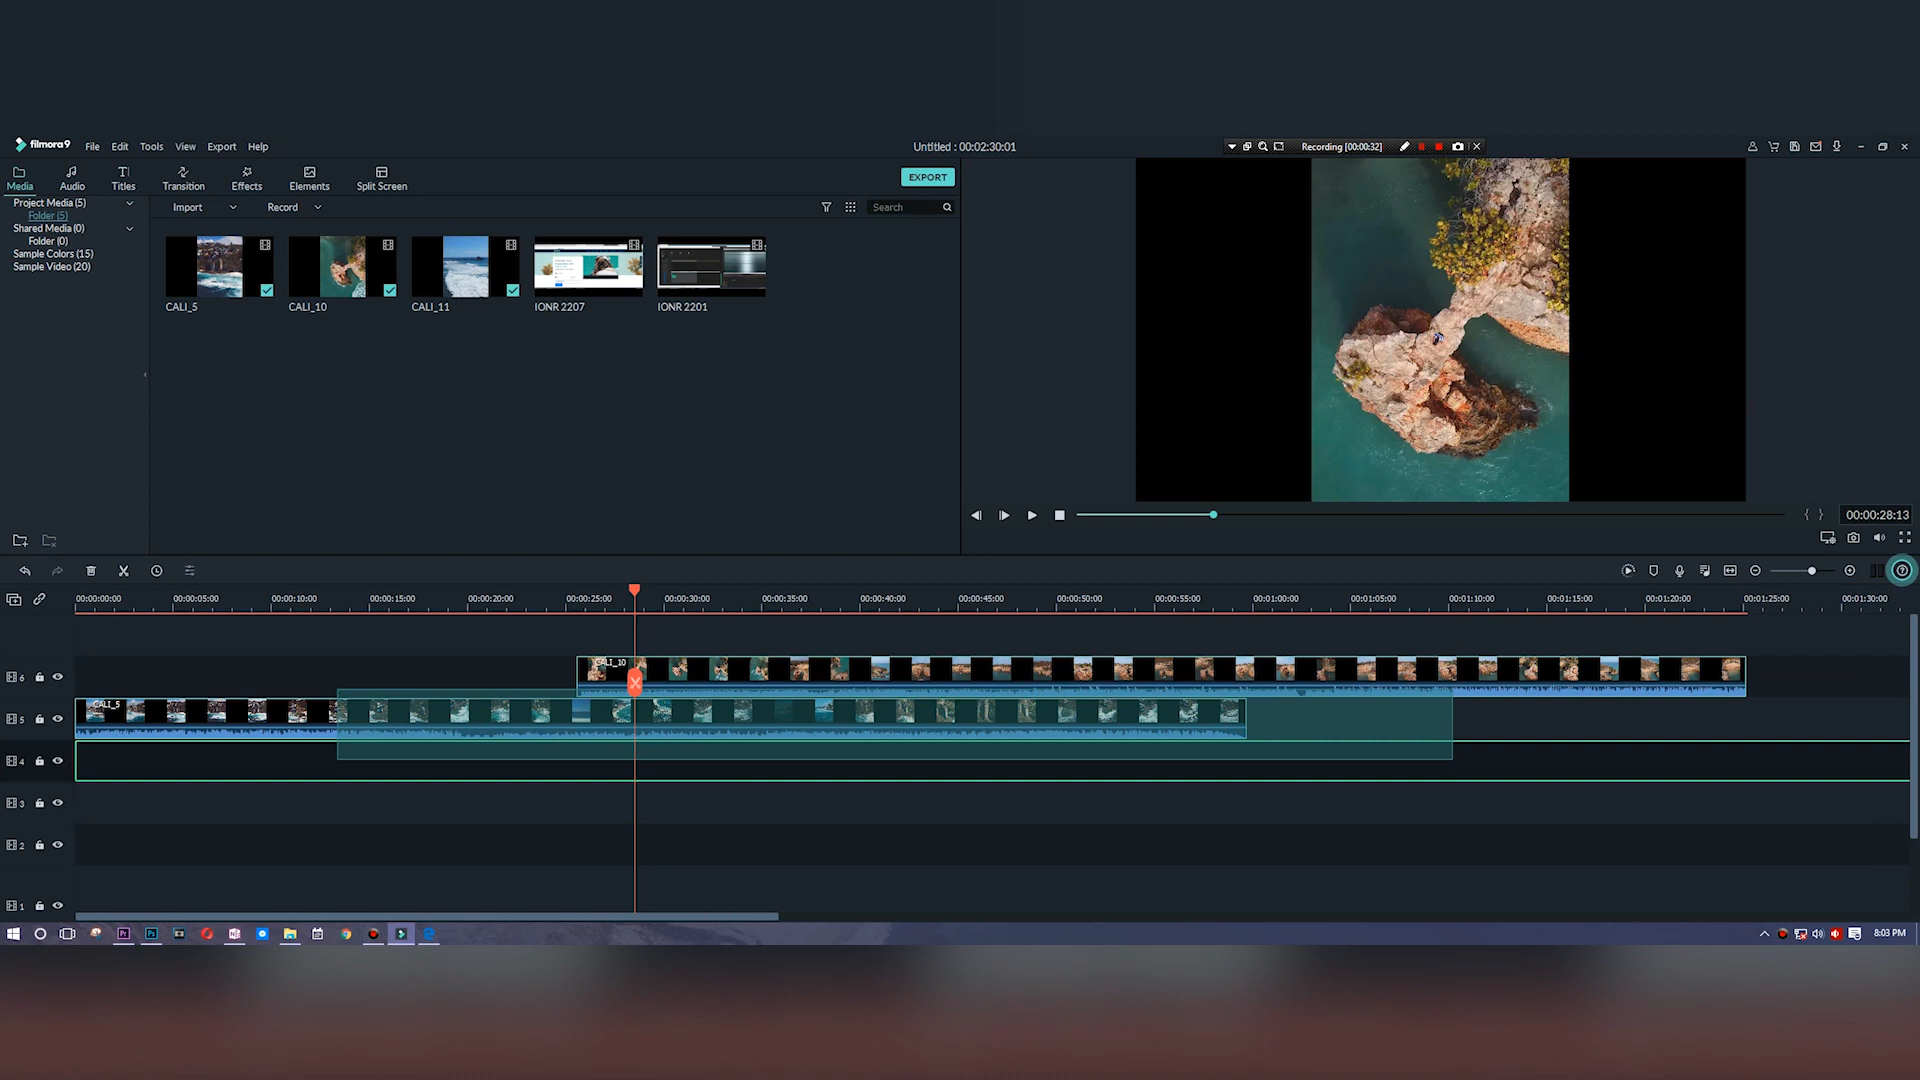 filmora9 File Edit Tools View Export Help Untitled : 00:02:30:01 Recording [00:00:32]
Media Audio Titles Transition Effects Elements Split Screen EXPORT
Project Media (5) Import Record Search
Folder (5)
Shared Media (0)
Folder (0)
Sample Colors (15)
Sample Video (20)
CALI_5 CALI_10 CALI_11 IONR 2207 IONR 2201
00:00:28:13
00:00:00:00 00:00:05:00 00:00:10:00 00:00:15:00 00:00:20:00 00:00:25:00 00:00:30:00 00:00:35:00 00:00:40:00 00:00:45:00 00:00:50:00 00:00:55:00 00:01:00:00 00:01:05:00 00:01:10:00 00:01:15:00 00:01:20:00 00:01:25:00 00:01:30:00
CALI_10
6
CALI_5
5
4
3
2
1
Pr Ps 8:03 PM